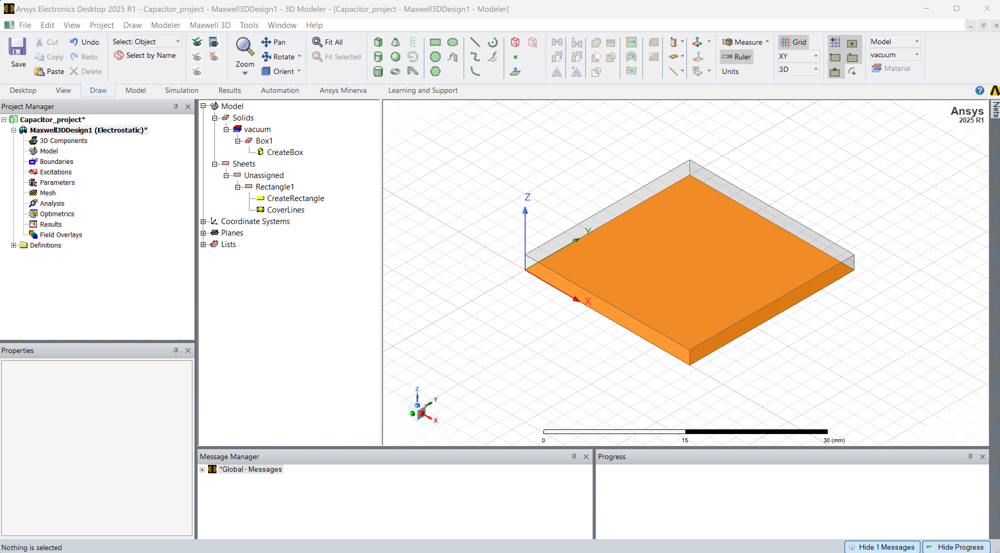 Ansys Electronics Desktop 2025 R1 - Capacitor_project - Maxwell3DDesign1 - 3D Modeler - [Capacitor_project - Maxwell3DDesign1 - Modeler]
File Edit View Project Draw Modeler Maxwell 3D Tools Window Help
Save
Cut
Copy
Paste
Undo
Redo
Delete
Select: Object
Select by Name
Zoom
Pan
Rotate
Orient
Fit All
Fit Selected
Measure
Ruler
Units
Grid
XY
3D
Model
vacuum
Material
Desktop View Draw Model Simulation Results Automation Ansys Minerva Learning and Support
Project Manager
Capacitor_project*
Maxwell3DDesign1 (Electrostatic)*
3D Components
Model
Boundaries
Excitations
Parameters
Mesh
Analysis
Optimetrics
Results
Field Overlays
Definitions
Properties
Model
Solids
vacuum
Box1
CreateBox
Sheets
Unassigned
Rectangle1
CreateRectangle
CoverLines
Coordinate Systems
Planes
Lists
Ansys
2025 R1
Nets
Z
Y
X
Z
Y
X
0 15 30 (mm)
Message Manager
*Global - Messages
Progress
Nothing is selected
Hide 1 Messages
Hide Progress